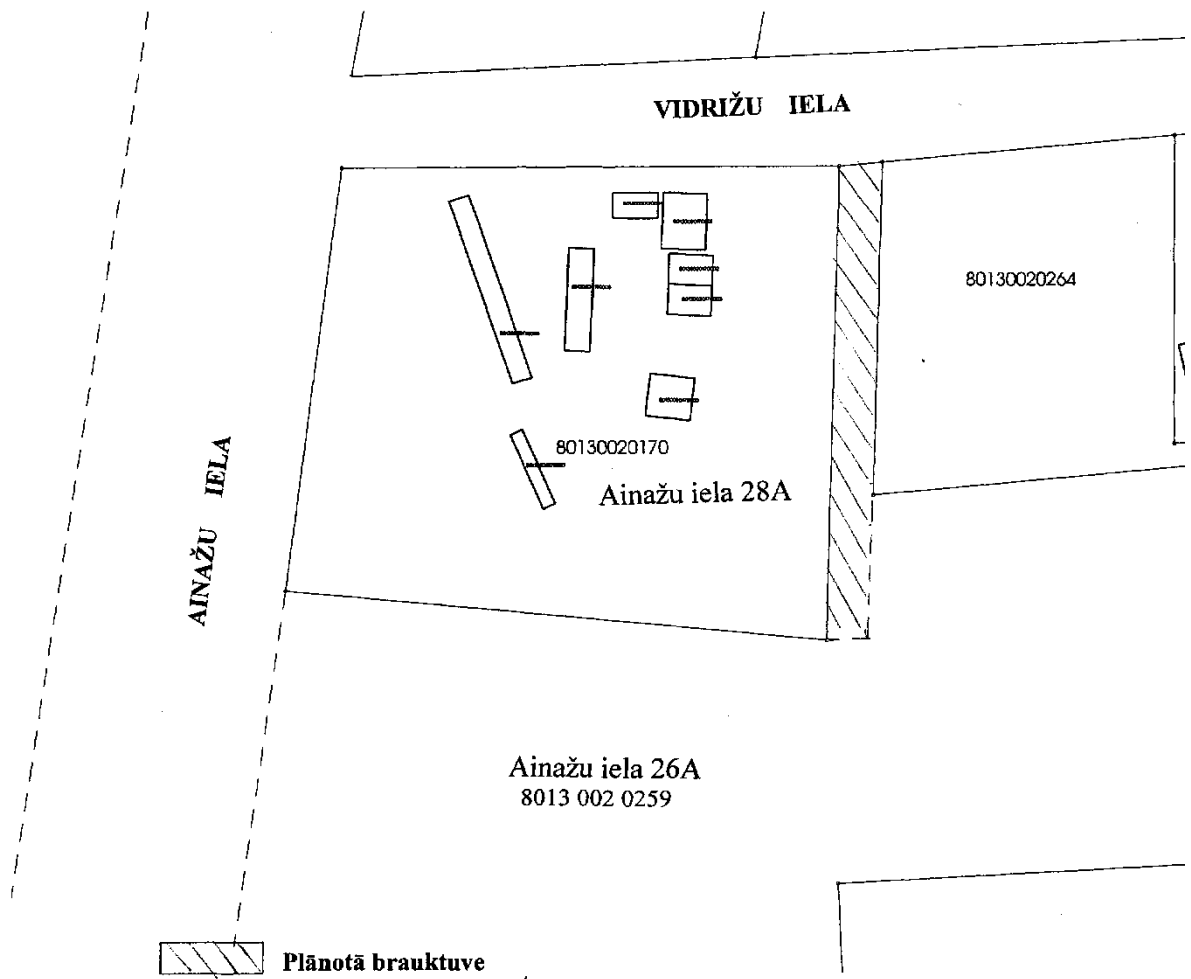 VIDRIŽU IELA
80130020264
80130020170
Ainažu iela 28A
AINAŽU IELA
Ainažu iela 26A
8013 002 0259
Plānotā brauktuve